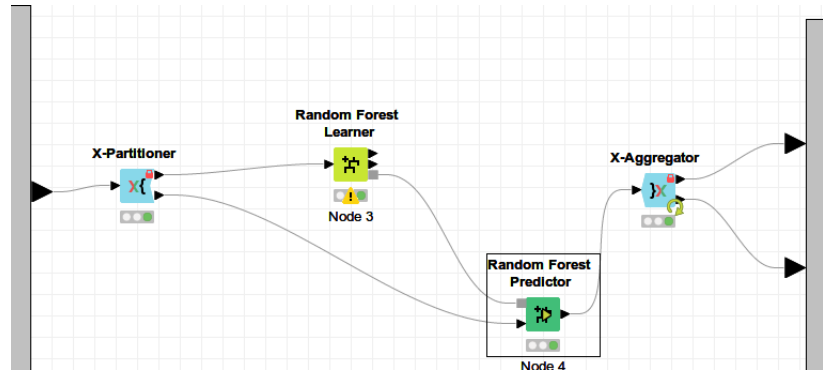 X-Partitioner
Random Forest
Learner
Node 3
X-Aggregator
Random Forest
Predictor
Node 4